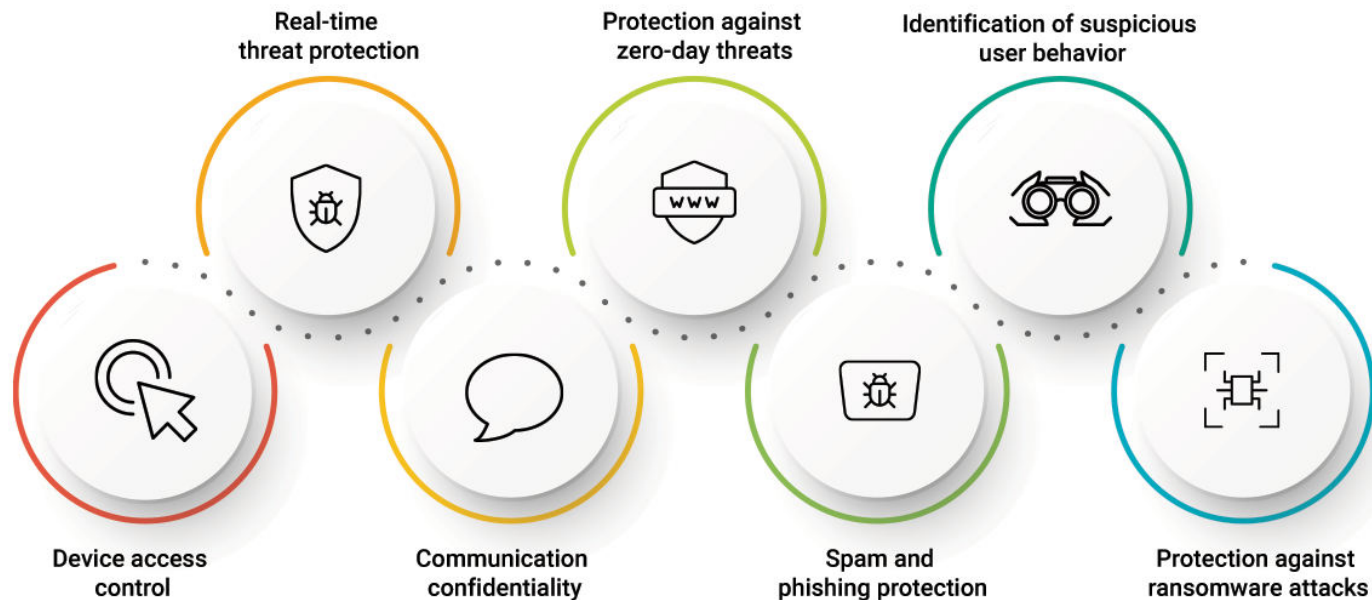 Real-time
threat protection
Protection against
zero-day threats
Identification of suspicious
user behavior
WWW
Device access
control
Communication
confidentiality
Spam and
phishing protection
Protection against
ransomware attacks